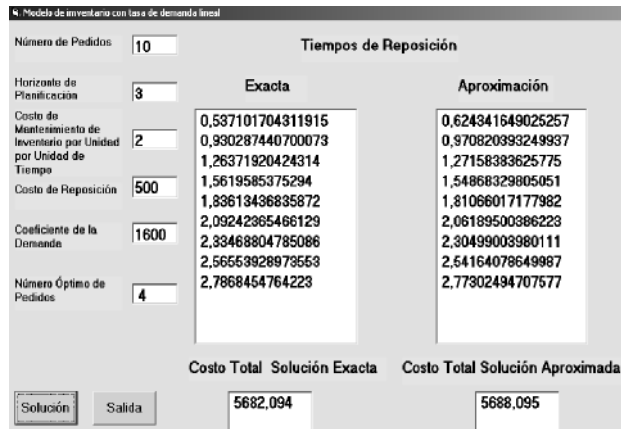 Modelo de inventario con tasa de demanda lineal
Número de Pedidos
10
Tiempos de Reposición
Horizonte de
Planificación
3
Exacta
Aproximación
Costo de
Mantenimiento de
Inventario por Unidad
por Unidad de
Tiempo
2
Costo de Reposición
500
Coeficiente de la
Demanda
1600
Número Óptimo de
Pedidos
4
0,537101704311915
0,930287440700073
1,26371920424314
1,5619585375294
1,83613436835872
2,09242365466129
2,33468804785086
2,56553928973553
2,7868454764223
0,624341649025257
0,970820393249937
1,27158383625775
1,54868329805051
1,81066017177982
2,06189500386223
2,30499003980111
2,54164078649987
2,77302494707577
Costo Total Solución Exacta
Costo Total Solución Aproximada
Solución
Salida
5682,094
5688,095